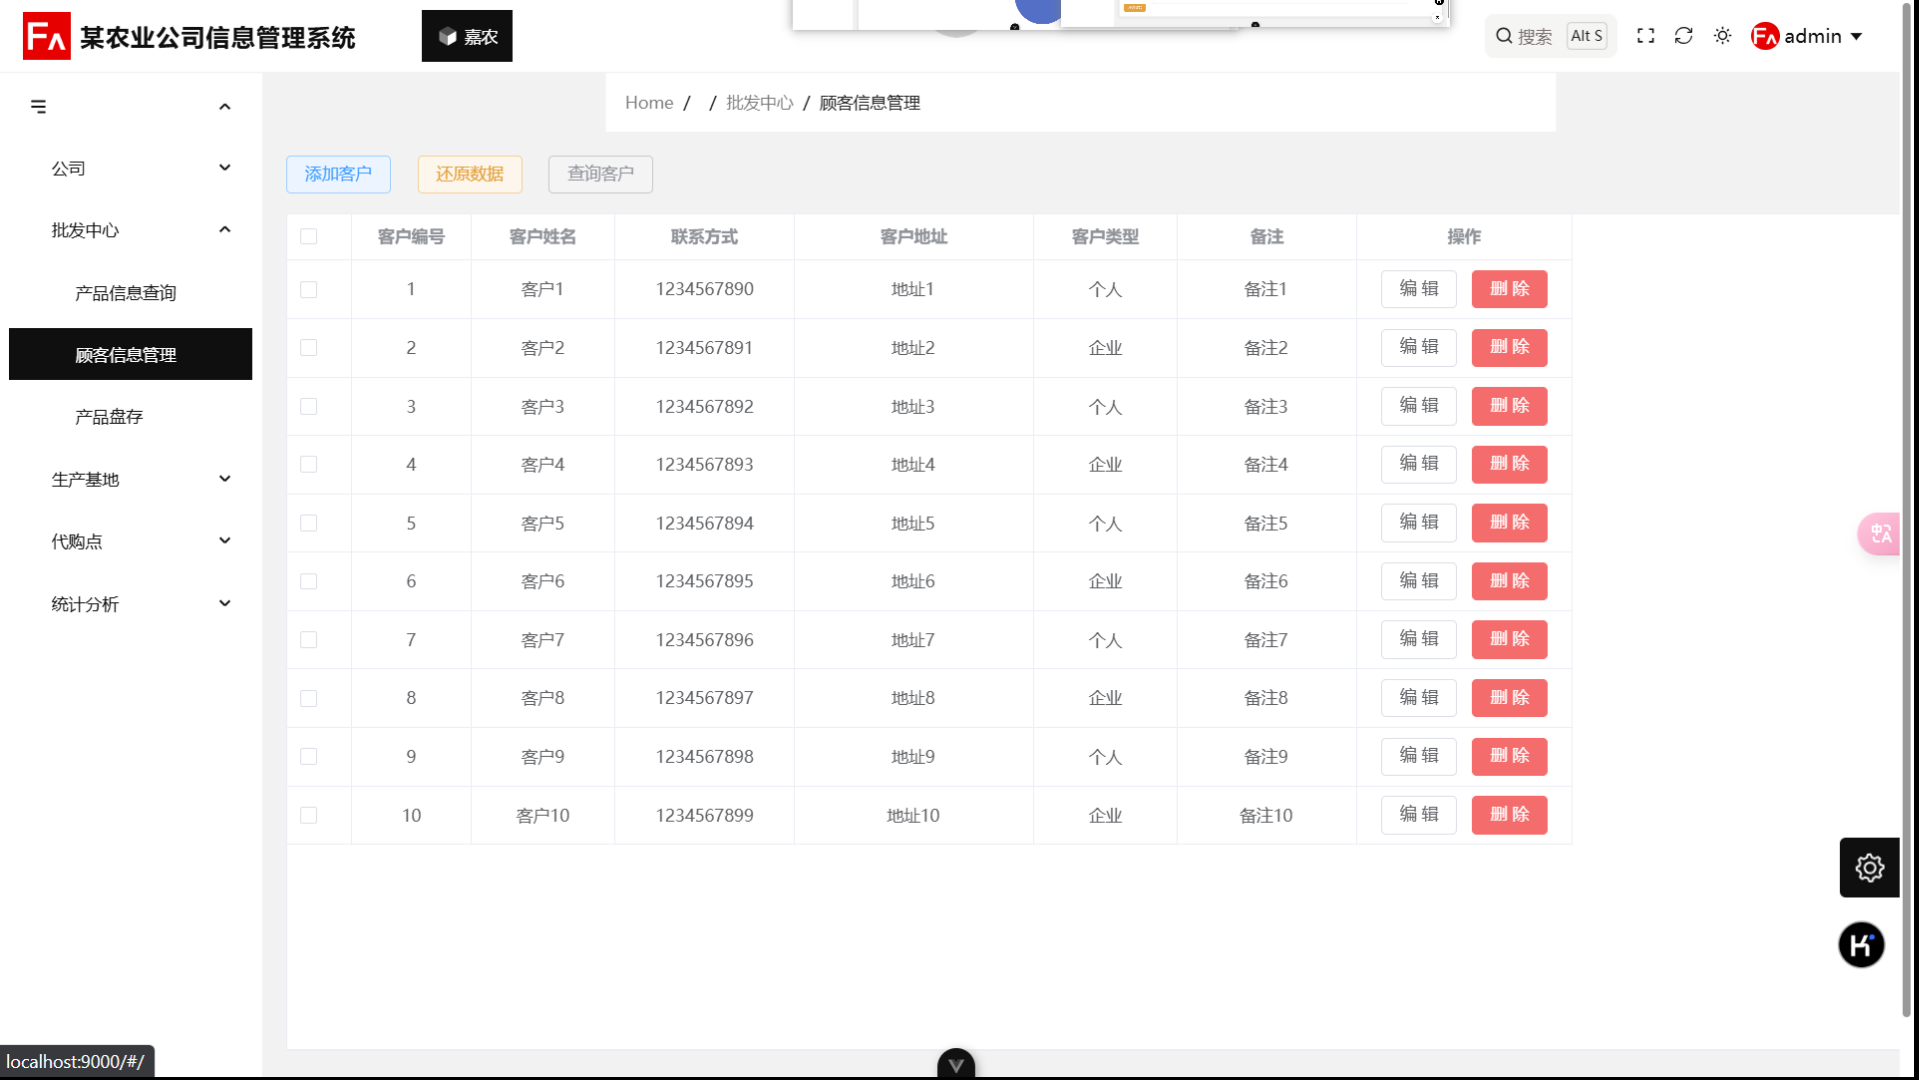 某农业公司信息管理系统
嘉农
搜索 Alt S
admin
Home / / 批发中心 / 顾客信息管理
公司
批发中心
产品信息查询
顾客信息管理
产品盘存
生产基地
代购点
统计分析
添加客户 还原数据 查询客户
客户编号 客户姓名 联系方式 客户地址 客户类型 备注 操作
1 客户1 1234567890 地址1 个人 备注1 编 辑 删 除
2 客户2 1234567891 地址2 企业 备注2 编 辑 删 除
3 客户3 1234567892 地址3 个人 备注3 编 辑 删 除
4 客户4 1234567893 地址4 企业 备注4 编 辑 删 除
5 客户5 1234567894 地址5 个人 备注5 编 辑 删 除
6 客户6 1234567895 地址6 企业 备注6 编 辑 删 除
7 客户7 1234567896 地址7 个人 备注7 编 辑 删 除
8 客户8 1234567897 地址8 企业 备注8 编 辑 删 除
9 客户9 1234567898 地址9 个人 备注9 编 辑 删 除
10 客户10 1234567899 地址10 企业 备注10 编 辑 删 除
localhost:9000/#/